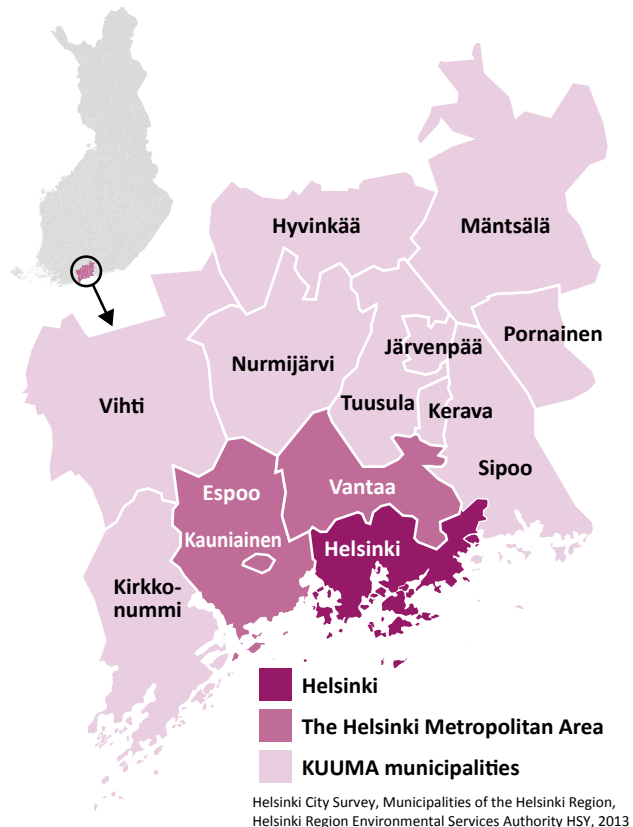 Hyvinkää
Mäntsälä
Pornainen
Järvenpää
Nurmijärvi
Vihti
Tuusula
Kerava
Sipoo
Espoo
Vantaa
Kauniainen
Helsinki
Kirkko-
nummi
Helsinki
The Helsinki Metropolitan Area
KUUMA municipalities
Helsinki City Survey, Municipalities of the Helsinki Region,
Helsinki Region Environmental Services Authority HSY, 2013